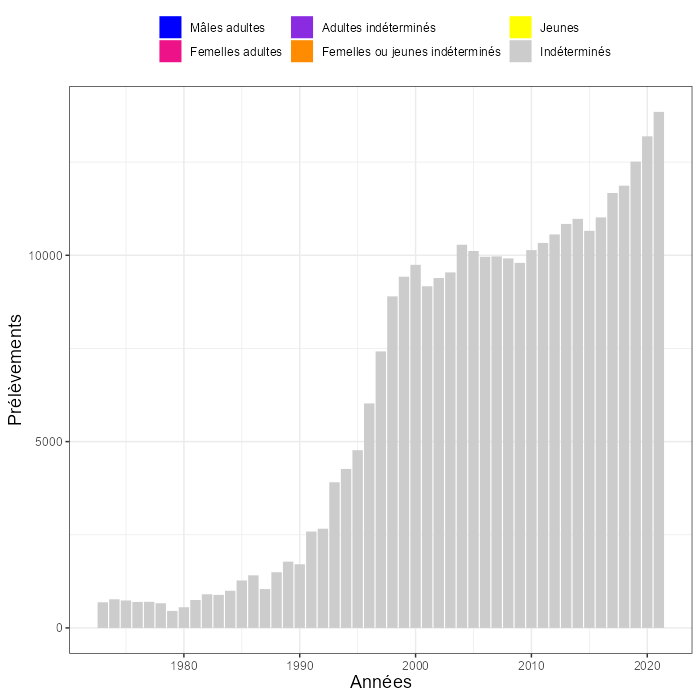 Mâles adultes Adultes indéterminés Jeunes
Femelles adultes Femelles ou jeunes indéterminés Indéterminés
10000
5000
0
Prélèvements
1980 1990 2000 2010 2020
Années